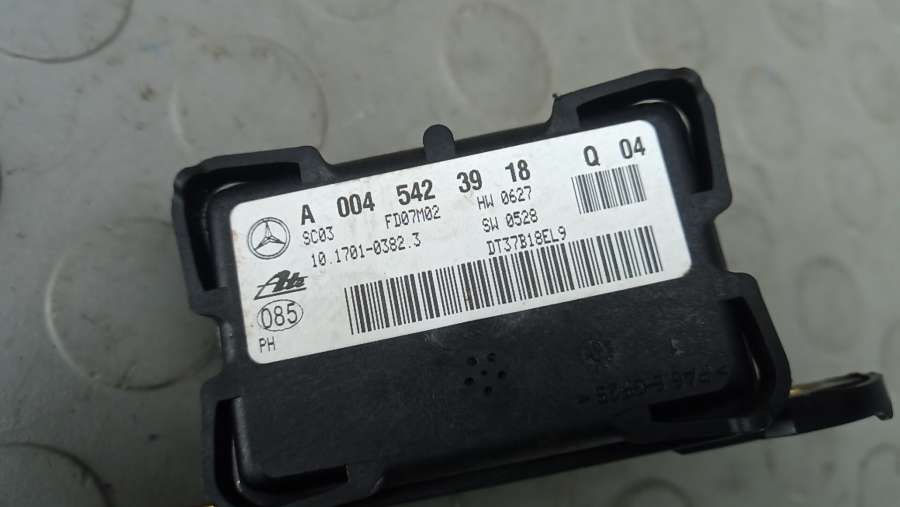 A 004 542 39 18 Q 04
SC03 FD07M02 HW 0627
SW 0528
10.1701-0382.3 DT37B18EL9
Ate
085
PH